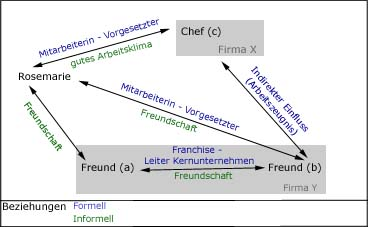 Mitarbeiterin - Vorgesetzter
gutes Arbeitsklima
Chef (c)
Firma X
Rosemarie
Mitarbeiterin - Vorgesetzter
Freundschaft
Indirekter Einfluss
(Arbeitszeugnis)
Freundschaft
Franchise -
Leiter Kernunternehmen
Freundschaft
Freund (a)
Freund (b)
Firma Y
Beziehungen
Formell
Informell